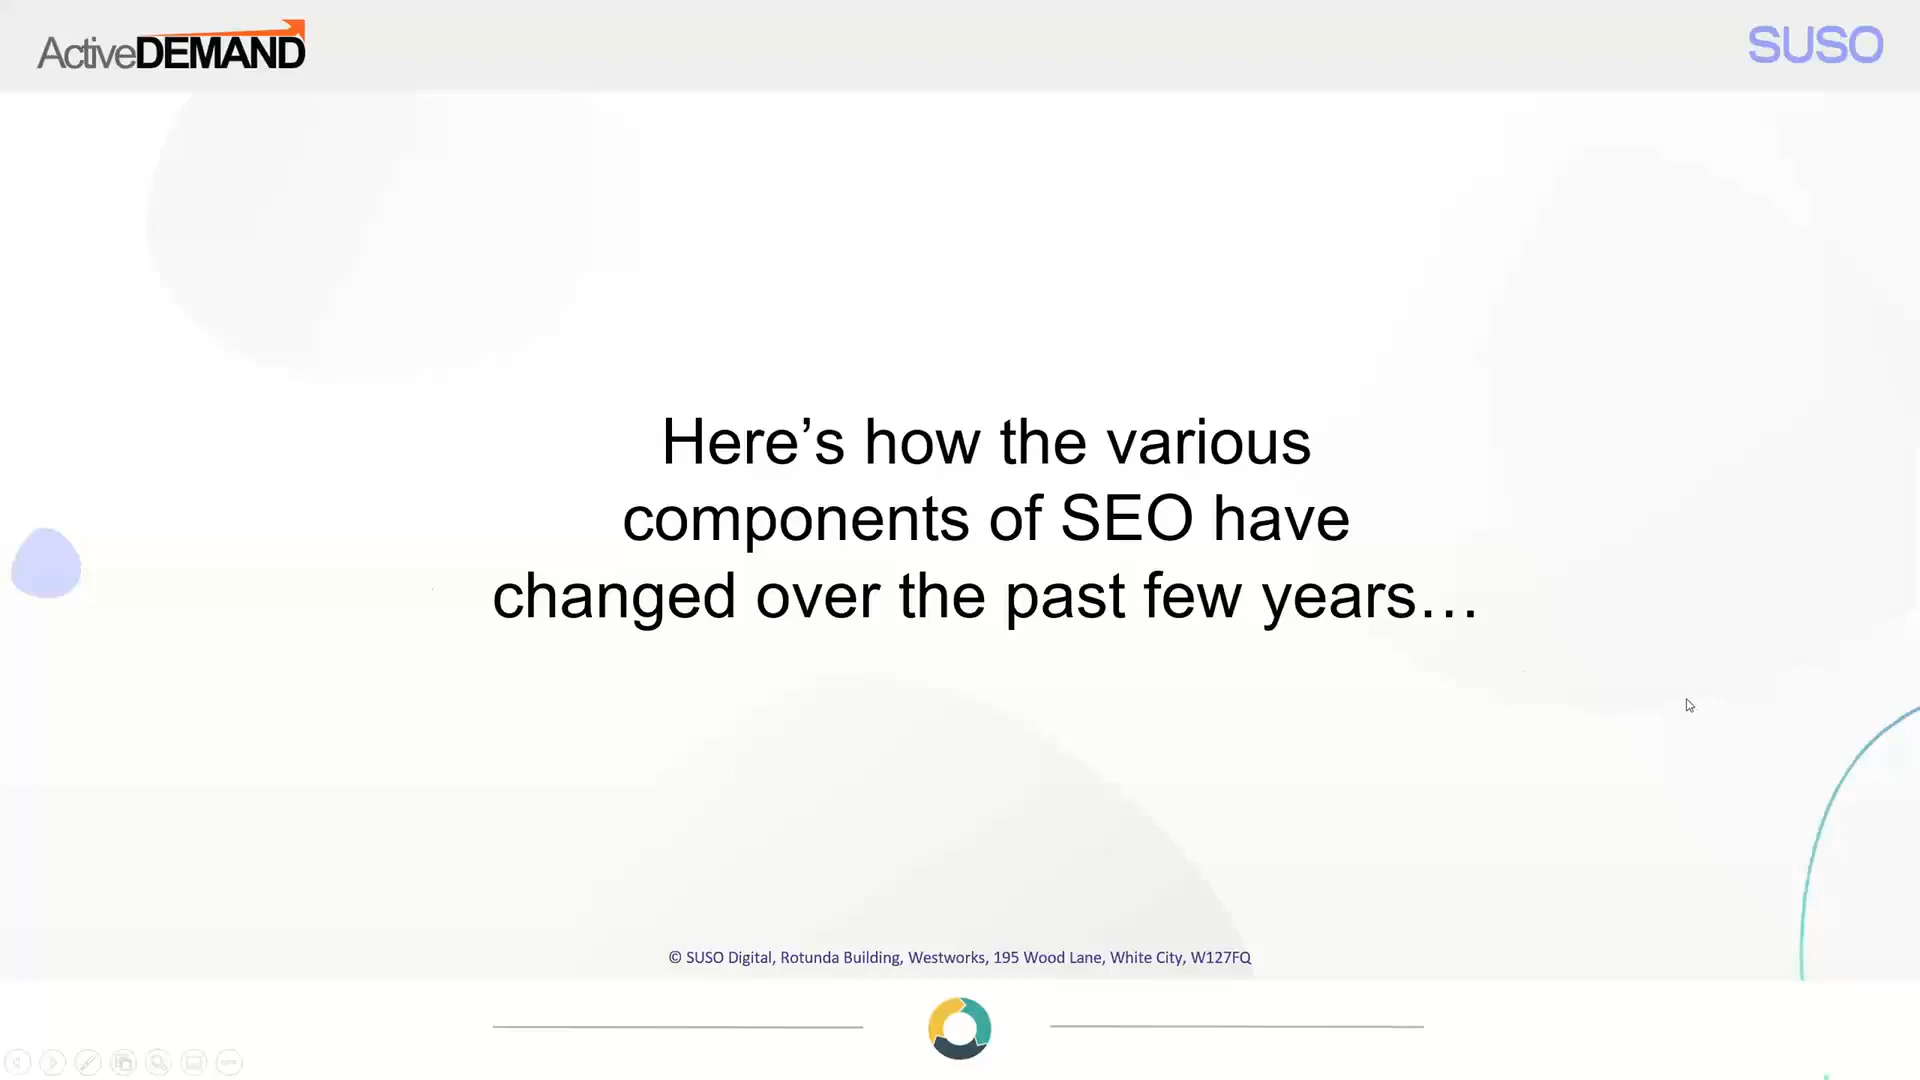 ActiveDEMAND
SUSO
Here’s how the various
components of SEO have
changed over the past few years…
© SUSO Digital, Rotunda Building, Westworks, 195 Wood Lane, White City, W127FQ